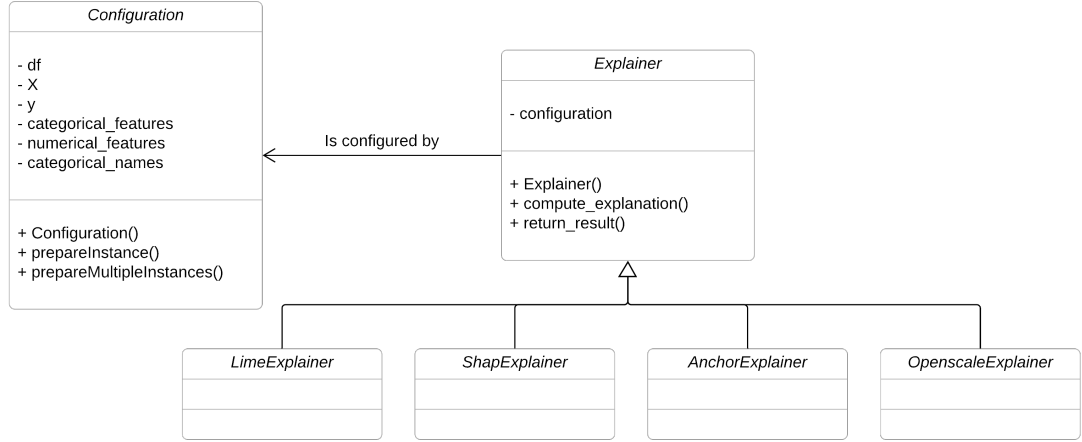 Configuration
- df
- X
- y
- categorical_features
- numerical_features
- categorical_names
+ Configuration()
+ prepareInstance()
+ prepareMultipleInstances()
Is configured by
Explainer
- configuration
+ Explainer()
+ compute_explanation()
+ return_result()
LimeExplainer
ShapExplainer
AnchorExplainer
OpenscaleExplainer